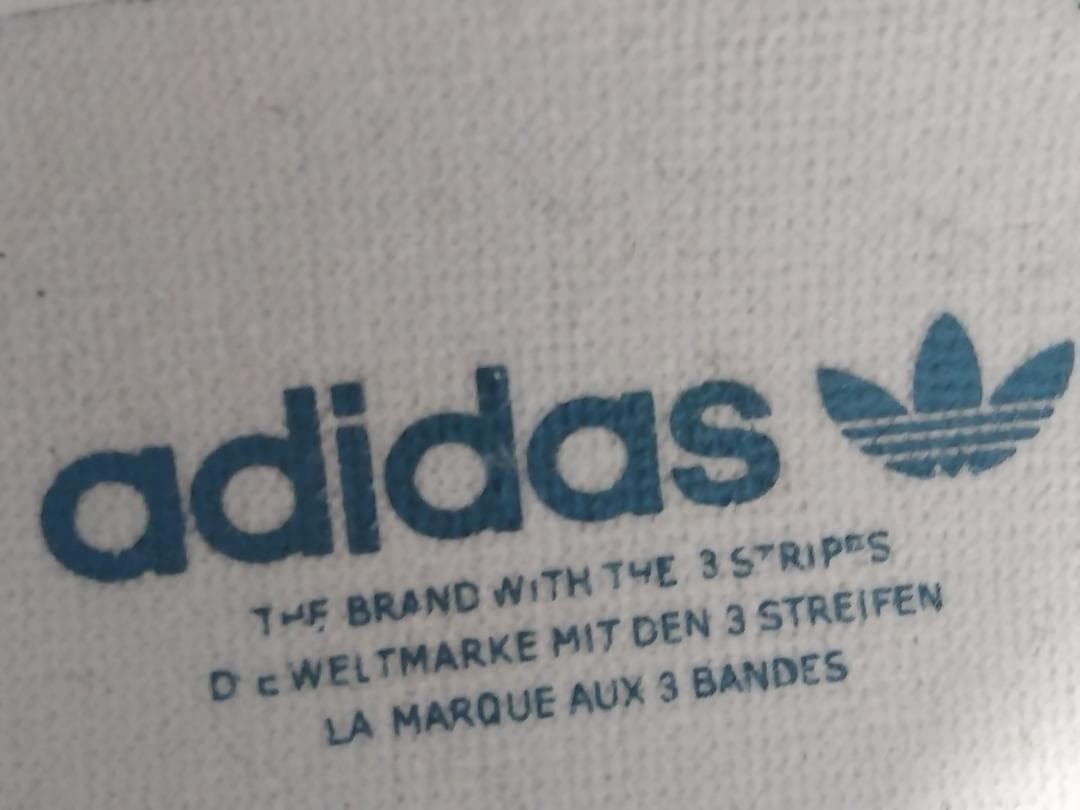 adidas
THE BRAND WITH THE 3 STRIPES
DIE WELTMARKE MIT DEN 3 STREIFEN
LA MARQUE AUX 3 BANDES